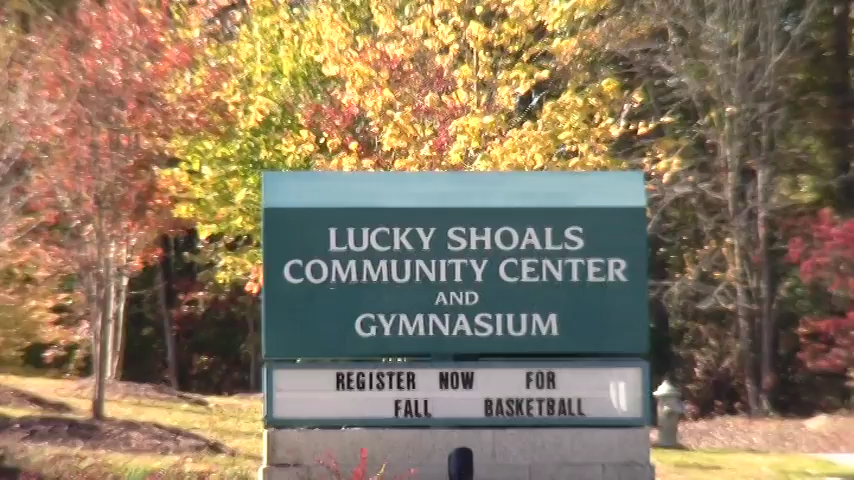 LUCKY SHOALS
COMMUNITY CENTER
AND
GYMNASIUM
REGISTER NOW FOR
FALL BASKETBALL